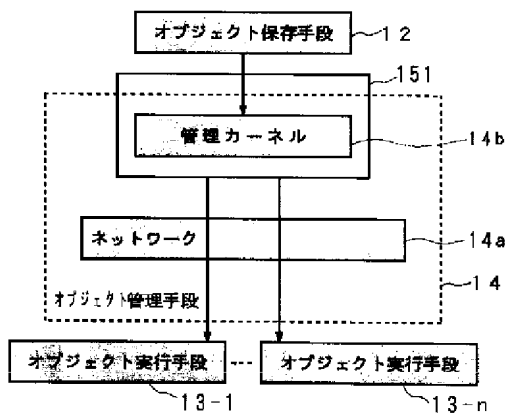 オブジェクト保存手段
12
151
管理カーネル
14b
ネットワーク
14a
オブジェクト管理手段
14
オブジェクト実行手段 ... オブジェクト実行手段
13-1 13-n